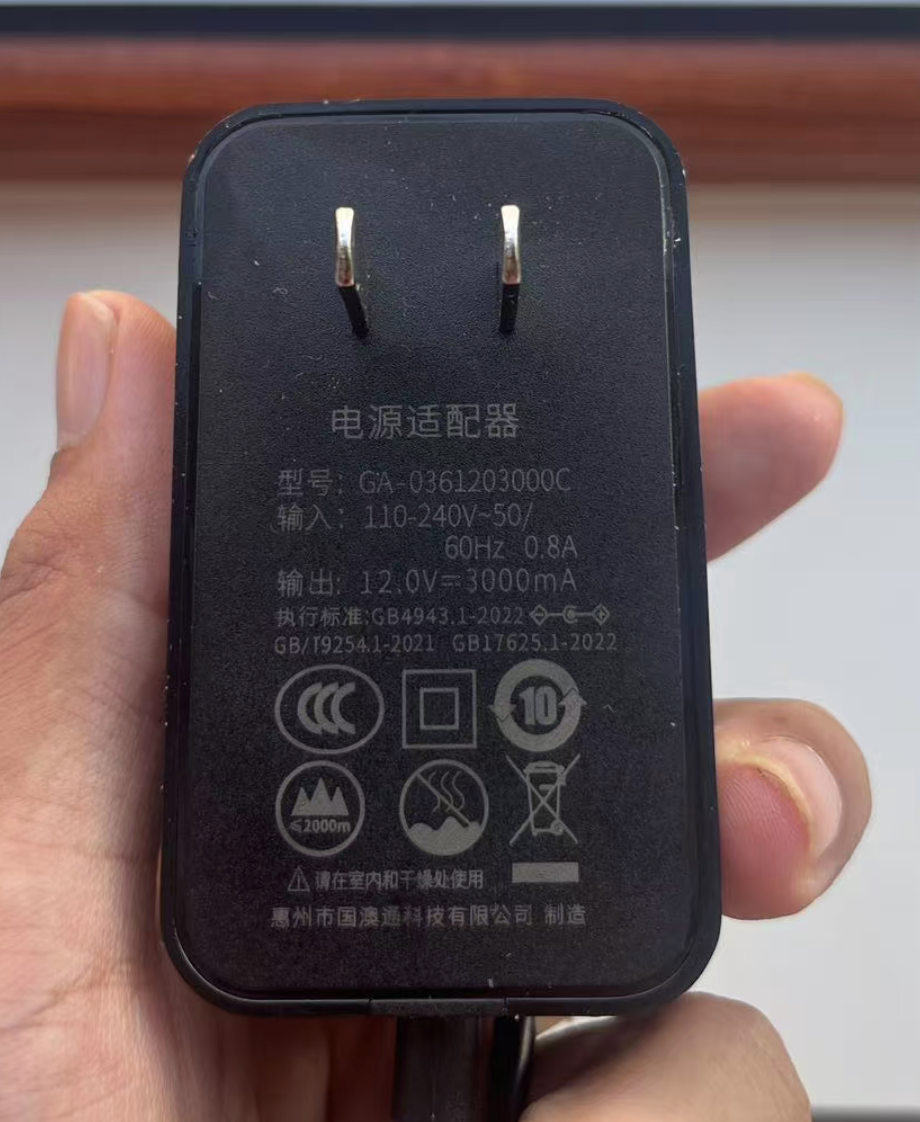 电源适配器
型号: GA-0361203000C
输入: 110-240V~50/
60Hz 0.8A
输出: 12.0V⎓3000mA
执行标准:GB4943.1-2022
GB/T9254.1-2021 GB17625.1-2022
CCC
10
≤2000m
请在室内和干燥处使用
惠州市国澳通科技有限公司 制造